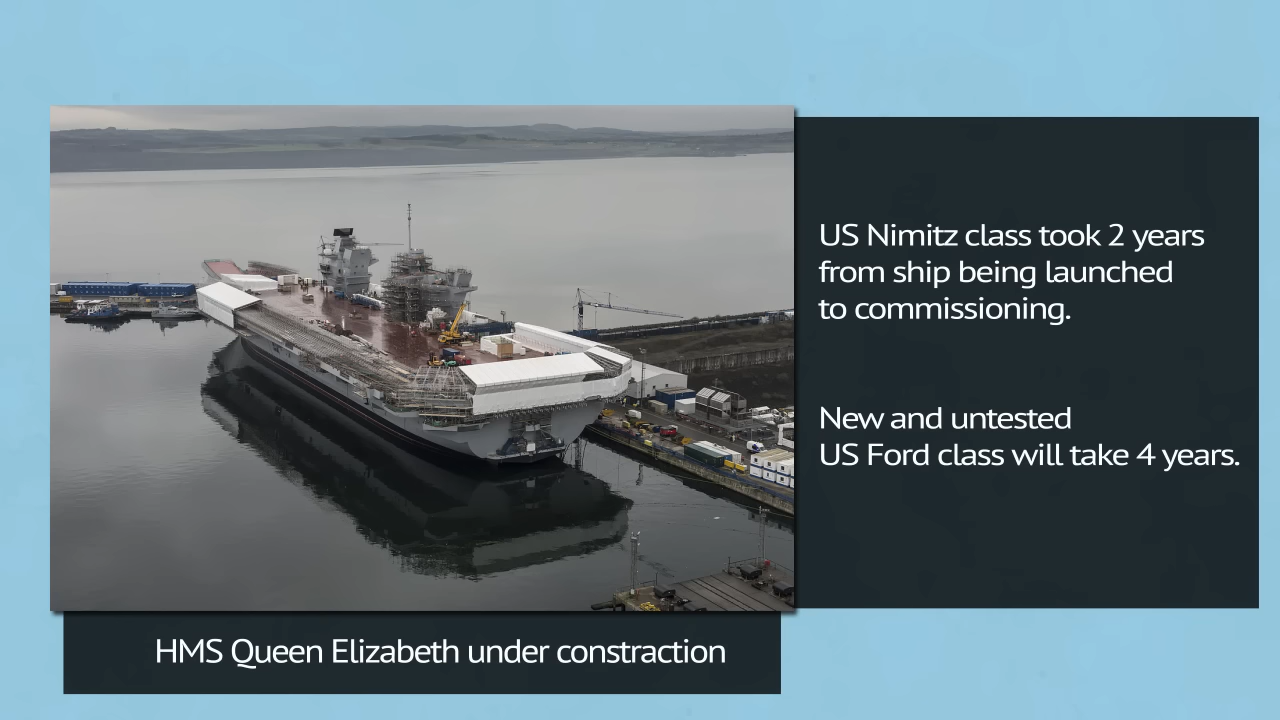 US Nimitz class took 2 years
from ship being launched
to commissioning.
New and untested
US Ford class will take 4 years.
HMS Queen Elizabeth under constraction